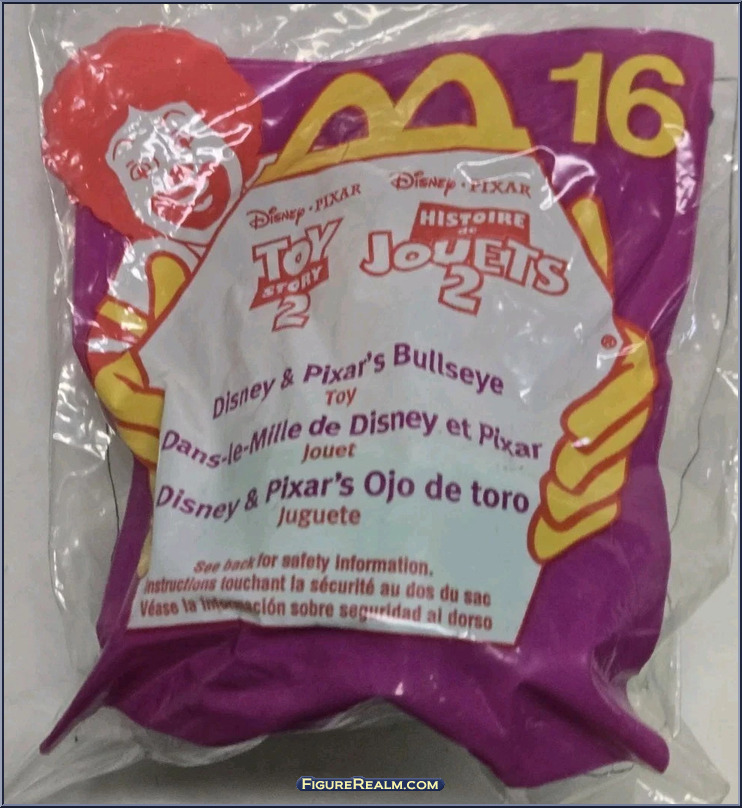 16
Disney · PIXAR
TOY
STORY
2
Disney · PIXAR
HISTOIRE
de
JOUETS
2
®
Disney & Pixar's Bullseye
Toy
Dans-le-Mille de Disney et Pixar
Jouet
Disney & Pixar's Ojo de toro
Juguete
See back for safety information.
Instructions touchant la sécurité au dos du sac
Véase la información sobre seguridad al dorso
FIGUREREALM.COM